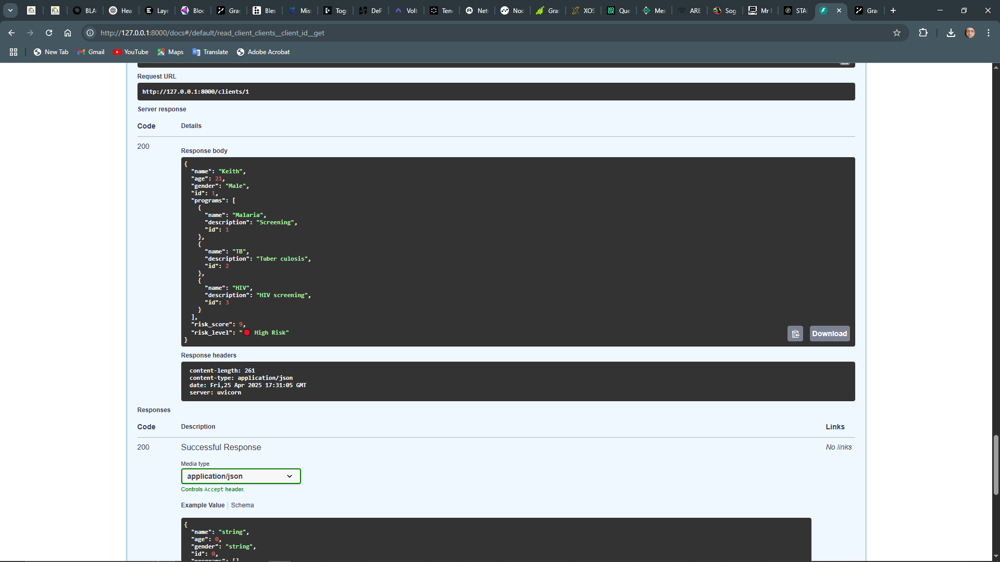 BLA
Hea
Laye
Bloc
Grac
Bles
Mis
Tog
DeP
Volt
Ten
Net
Noc
Gra
XOS
Que
Mes
ARE
Sog
Mr
STA
Gra
http://127.0.0.1:8000/docs#/default/read_client_clients__client_id__get
New Tab
Gmail
YouTube
Maps
Translate
Adobe Acrobat
Request URL
http://127.0.0.1:8000/clients/1
Server response
Code Details
200
Response body
{
"name": "Keith",
"age": 21,
"gender": "Male",
"id": 1,
"programs": [
{
"name": "Malaria",
"description": "Screening",
"id": 1
},
{
"name": "TB",
"description": "Tuber culosis",
"id": 2
},
{
"name": "HIV",
"description": "HIV screening",
"id": 3
}
],
"risk_score": 9,
"risk_level": "🔴 High Risk"
}
Download
Response headers
content-length: 261
content-type: application/json
date: Fri,25 Apr 2025 17:31:05 GMT
server: uvicorn
Responses
Code Description Links
200 Successful Response No links
Media type
application/json
Controls Accept header.
Example Value Schema
{
"name": "string",
"age": 0,
"gender": "string",
"id": 0,
"programs": []